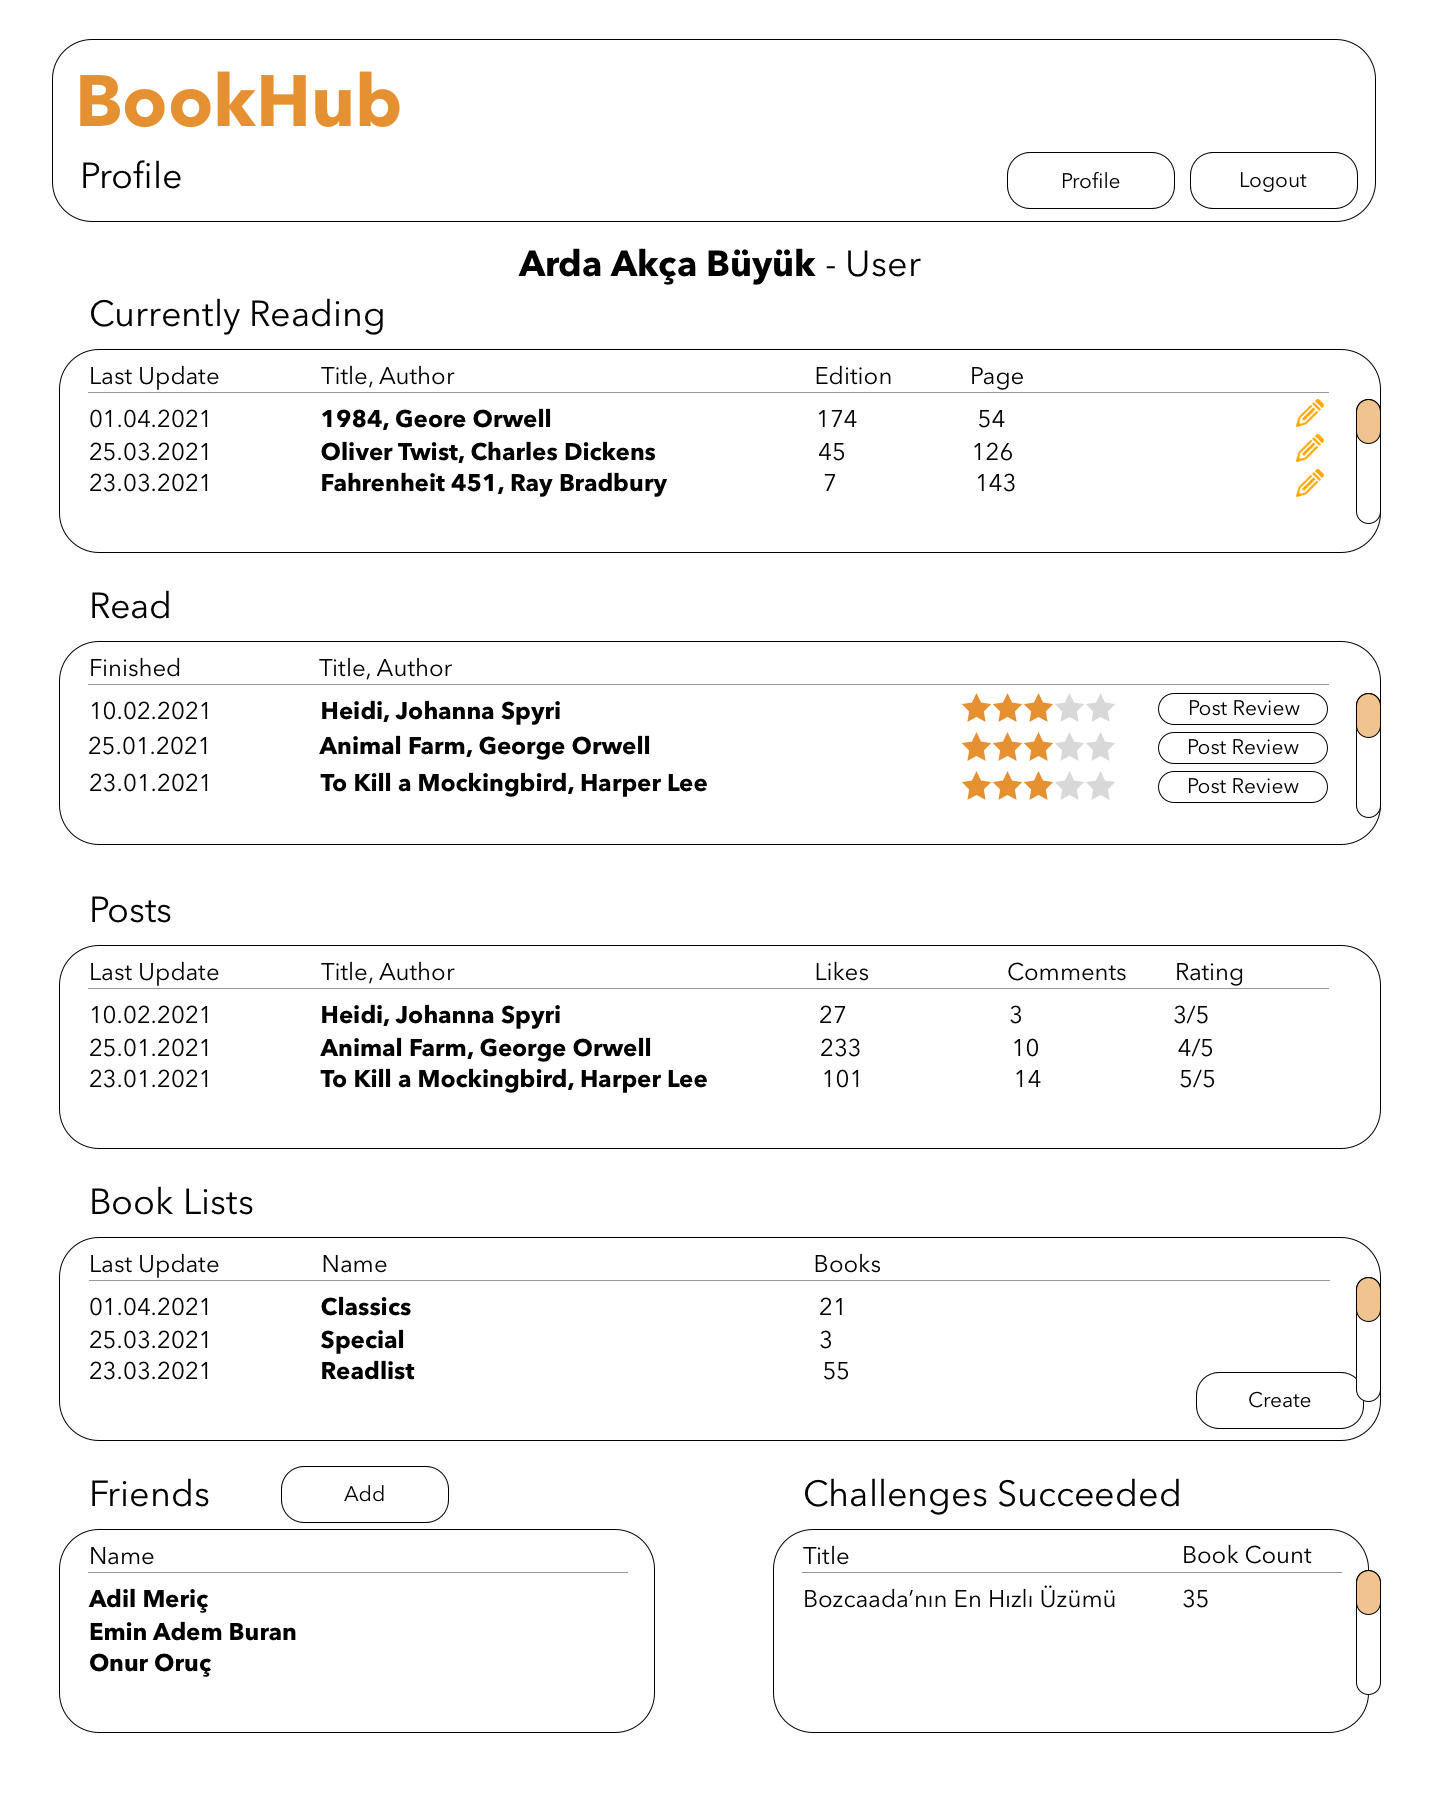 BookHub
Profile
Profile Logout
Arda Akça Büyük - User
Currently Reading
Last Update Title, Author Edition Page
01.04.2021 1984, Geore Orwell 174 54
25.03.2021 Oliver Twist, Charles Dickens 45 126
23.03.2021 Fahrenheit 451, Ray Bradbury 7 143
Read
Finished Title, Author
10.02.2021 Heidi, Johanna Spyri Post Review
25.01.2021 Animal Farm, George Orwell Post Review
23.01.2021 To Kill a Mockingbird, Harper Lee Post Review
Posts
Last Update Title, Author Likes Comments Rating
10.02.2021 Heidi, Johanna Spyri 27 3 3/5
25.01.2021 Animal Farm, George Orwell 233 10 4/5
23.01.2021 To Kill a Mockingbird, Harper Lee 101 14 5/5
Book Lists
Last Update Name Books
01.04.2021 Classics 21
25.03.2021 Special 3
23.03.2021 Readlist 55
Create
Friends Add
Name
Adil Meriç
Emin Adem Buran
Onur Oruç
Challenges Succeeded
Title Book Count
Bozcaada’nın En Hızlı Üzümü 35